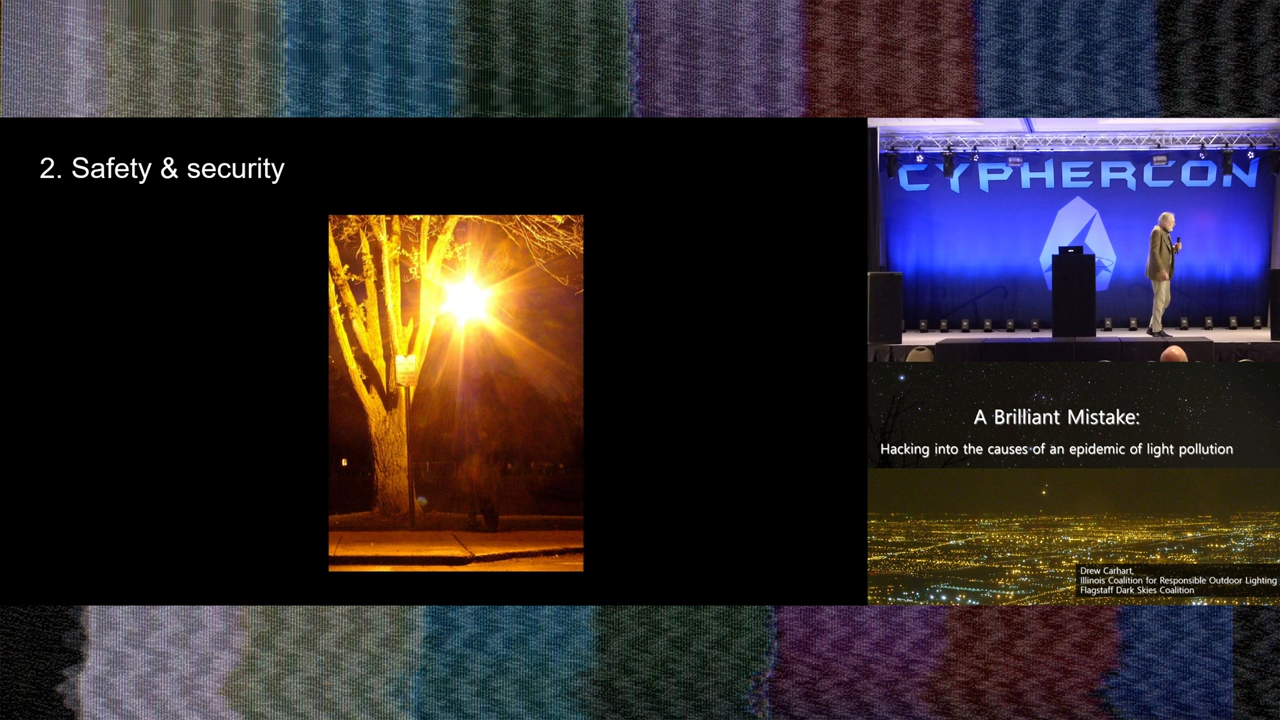 2. Safety & security
CYPHERCON
A Brilliant Mistake:
Hacking into the causes of an epidemic of light pollution
Drew Carhart,
Illinois Coalition for Responsible Outdoor Lighting
Flagstaff Dark Skies Coalition